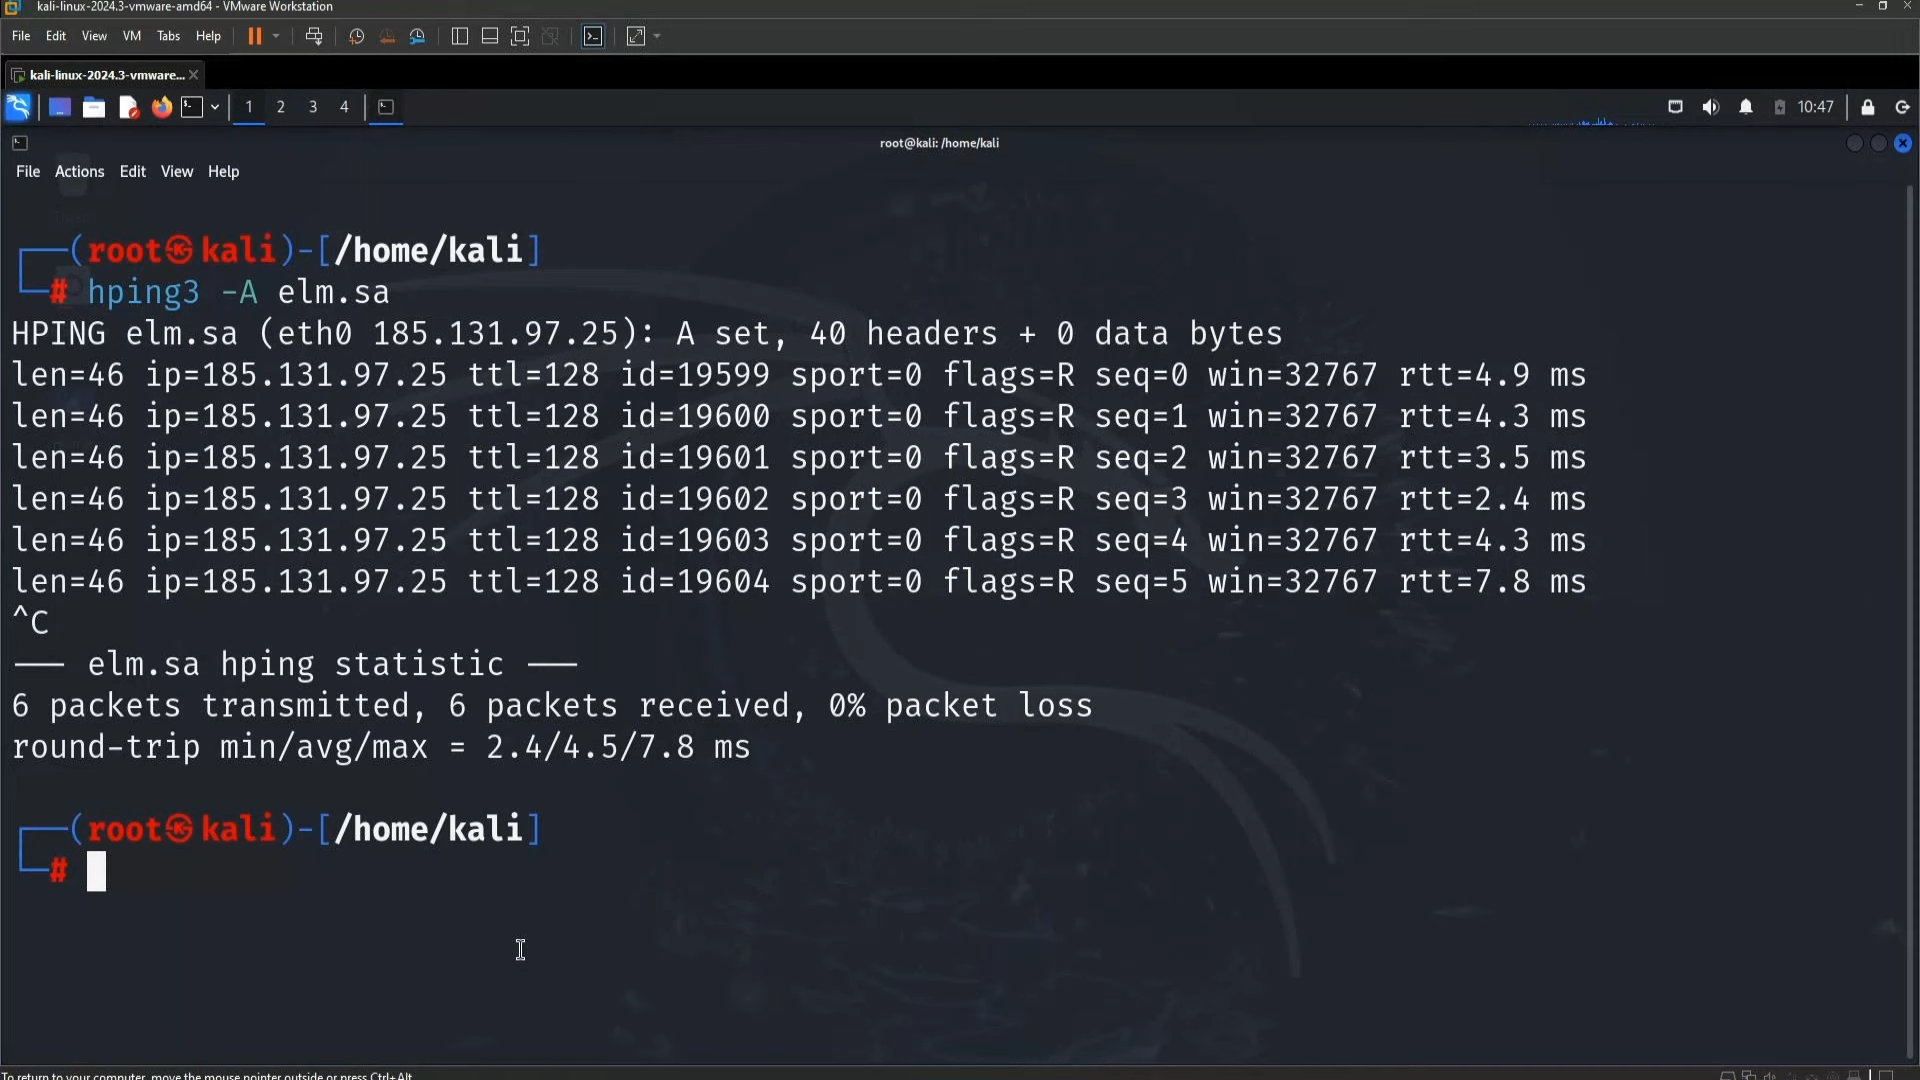 kali-linux-2024.3-vmware-amd64 - VMware Workstation
File Edit View VM Tabs Help
kali-linux-2024.3-vmware...
1 2 3 4 10:47
root@kali: /home/kali
File Actions Edit View Help
(root㉿kali)-[/home/kali]
# hping3 -A elm.sa
HPING elm.sa (eth0 185.131.97.25): A set, 40 headers + 0 data bytes
len=46 ip=185.131.97.25 ttl=128 id=19599 sport=0 flags=R seq=0 win=32767 rtt=4.9 ms
len=46 ip=185.131.97.25 ttl=128 id=19600 sport=0 flags=R seq=1 win=32767 rtt=4.3 ms
len=46 ip=185.131.97.25 ttl=128 id=19601 sport=0 flags=R seq=2 win=32767 rtt=3.5 ms
len=46 ip=185.131.97.25 ttl=128 id=19602 sport=0 flags=R seq=3 win=32767 rtt=2.4 ms
len=46 ip=185.131.97.25 ttl=128 id=19603 sport=0 flags=R seq=4 win=32767 rtt=4.3 ms
len=46 ip=185.131.97.25 ttl=128 id=19604 sport=0 flags=R seq=5 win=32767 rtt=7.8 ms
^C
--- elm.sa hping statistic ---
6 packets transmitted, 6 packets received, 0% packet loss
round-trip min/avg/max = 2.4/4.5/7.8 ms
(root㉿kali)-[/home/kali]
#
To return to your computer, move the mouse pointer outside or press Ctrl+Alt.